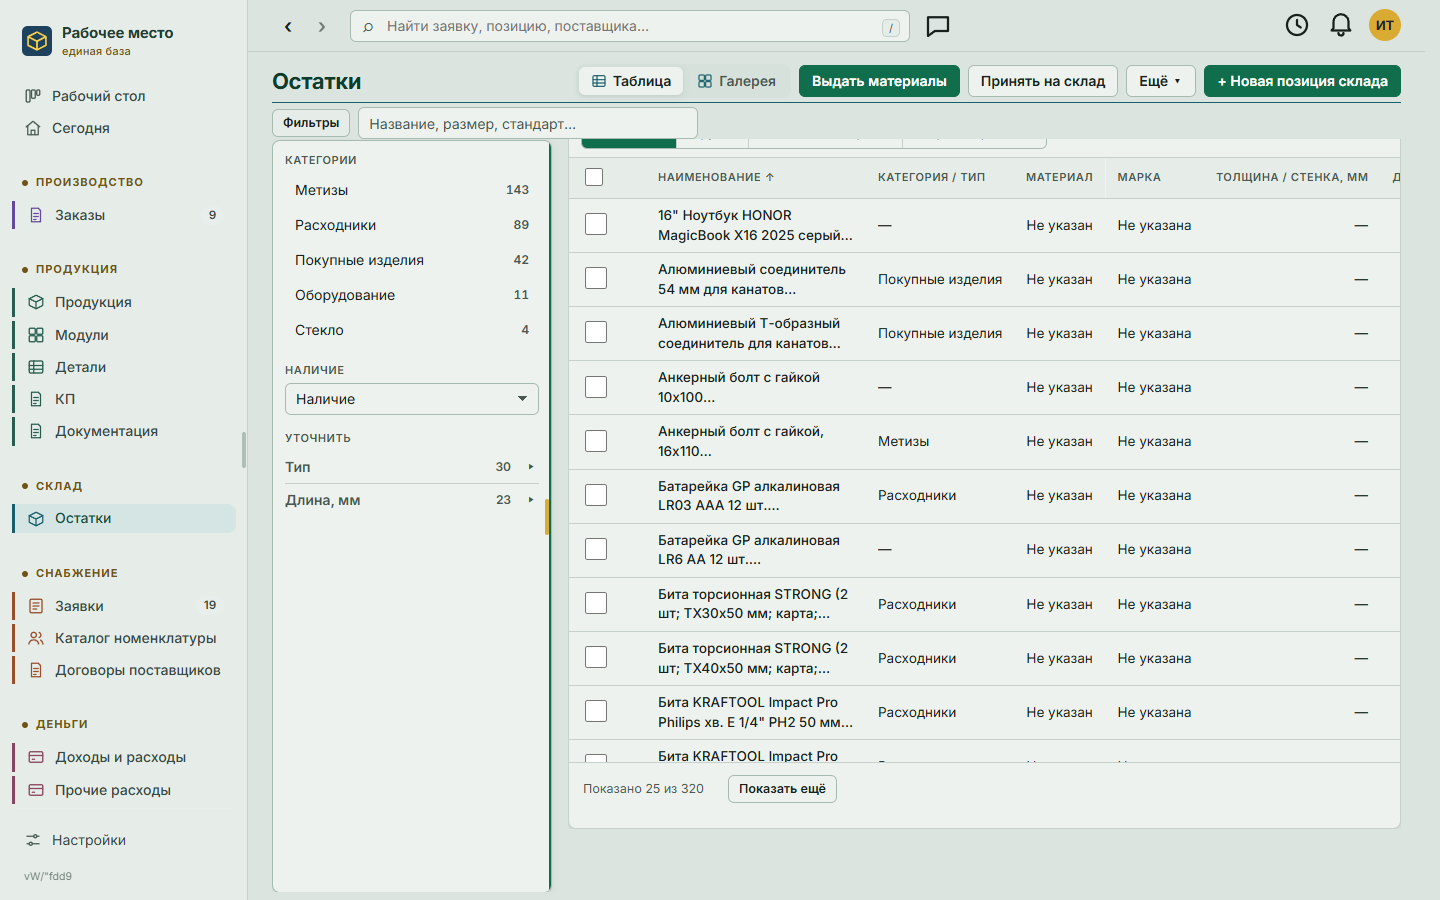 Рабочее место
единая база
Рабочий стол
Сегодня
ПРОИЗВОДСТВО
Заказы 9
ПРОДУКЦИЯ
Продукция
Модули
Детали
КП
Документация
СКЛАД
Остатки
СНАБЖЕНИЕ
Заявки 19
Каталог номенклатуры
Договоры поставщиков
ДЕНЬГИ
Доходы и расходы
Прочие расходы
Настройки
vW/"fdd9
Найти заявку, позицию, поставщика... /
ИТ
Остатки
Таблица
Галерея
Выдать материалы
Принять на склад
Ещё
+ Новая позиция склада
Фильтры
Название, размер, стандарт...
КАТЕГОРИИ
Метизы 143
Расходники 89
Покупные изделия 42
Оборудование 11
Стекло 4
НАЛИЧИЕ
Наличие
УТОЧНИТЬ
Тип 30
Длина, мм 23
НАИМЕНОВАНИЕ ↑ КАТЕГОРИЯ / ТИП МАТЕРИАЛ МАРКА ТОЛЩИНА / СТЕНКА, ММ
16" Ноутбук HONOR
MagicBook X16 2025 серый... — Не указан Не указана —
Алюминиевый соединитель
54 мм для канатов... Покупные изделия Не указан Не указана —
Алюминиевый Т-образный
соединитель для канатов... Покупные изделия Не указан Не указана —
Анкерный болт с гайкой
10х100... — Не указан Не указана —
Анкерный болт с гайкой,
16х110... Метизы Не указан Не указана —
Батарейка GP алкалиновая
LR03 AAA 12 шт.... Расходники Не указан Не указана —
Батарейка GP алкалиновая
LR6 AA 12 шт.... — Не указан Не указана —
Бита торсионная STRONG (2
шт; TX30x50 мм; карта;... Расходники Не указан Не указана —
Бита торсионная STRONG (2
шт; TX40x50 мм; карта;... Расходники Не указан Не указана —
Бита KRAFTOOL Impact Pro
Philips хв. E 1/4" PH2 50 мм... Расходники Не указан Не указана —
Бита KRAFTOOL Impact Pro
Показано 25 из 320
Показать ещё